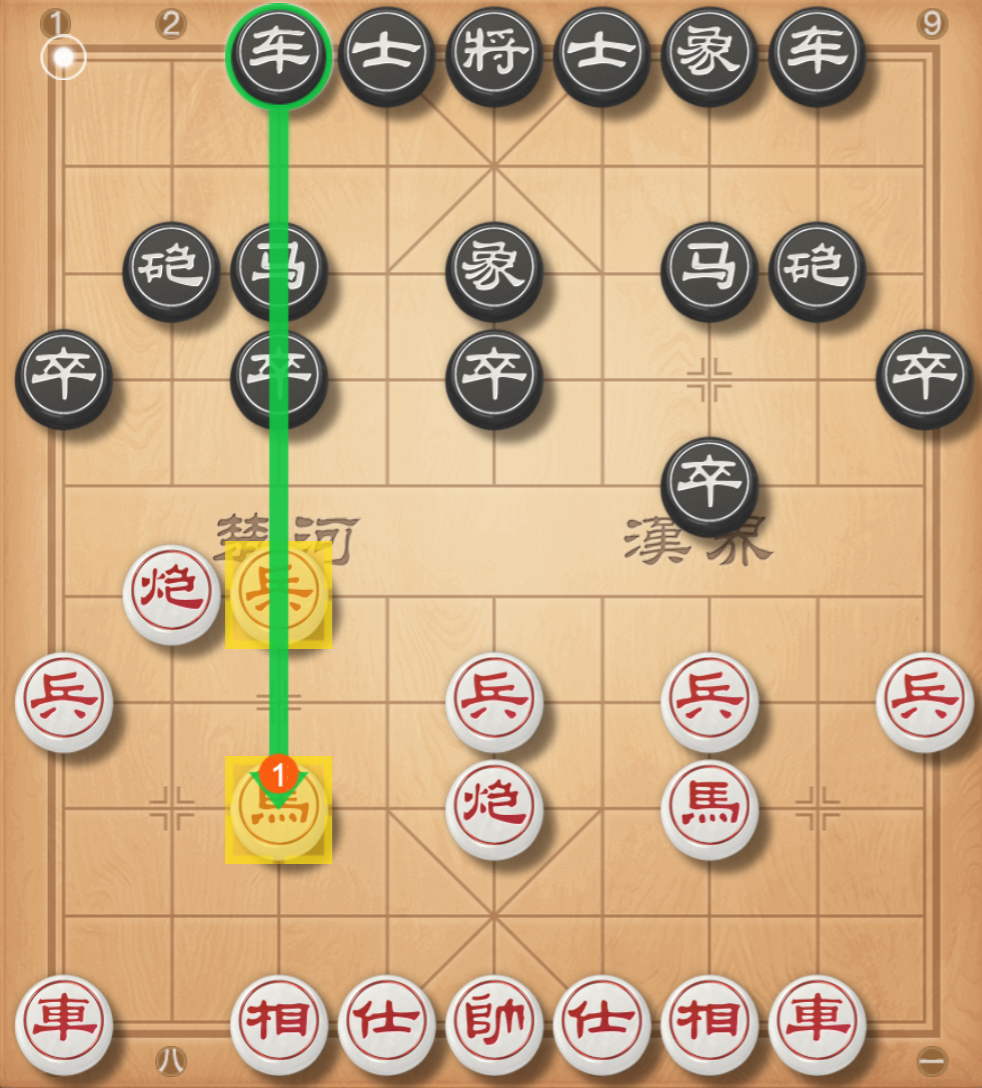 1 2 9
车 士 將 士 象 车
砲 马 象 马 砲
卒 卒 卒 卒
卒
楚河 漢界
炮 兵
兵 兵 兵 兵
1
馬 炮 馬
車 相 仕 帥 仕 相 車
八 一